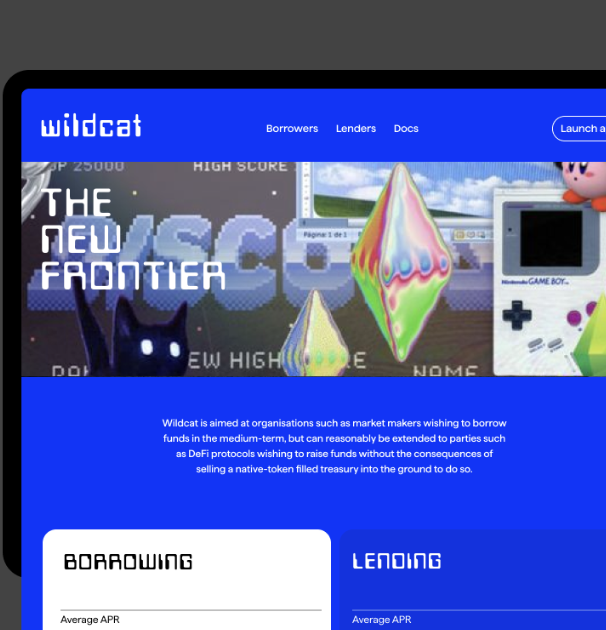 wildcat
Borrowers Lenders Docs
Launch a
UP 25000 HIGH SCORE
THE
NEW
FRONTIER
Página: 1 de 1
Nintendo GAME BOY
EW HIGH E
NAME
Wildcat is aimed at organisations such as market makers wishing to borrow
funds in the medium-term, but can reasonably be extended to parties such
as DeFi protocols wishing to raise funds without the consequences of
selling a native-token filled treasury into the ground to do so.
BORROWING
LENDING
Average APR
Average APR